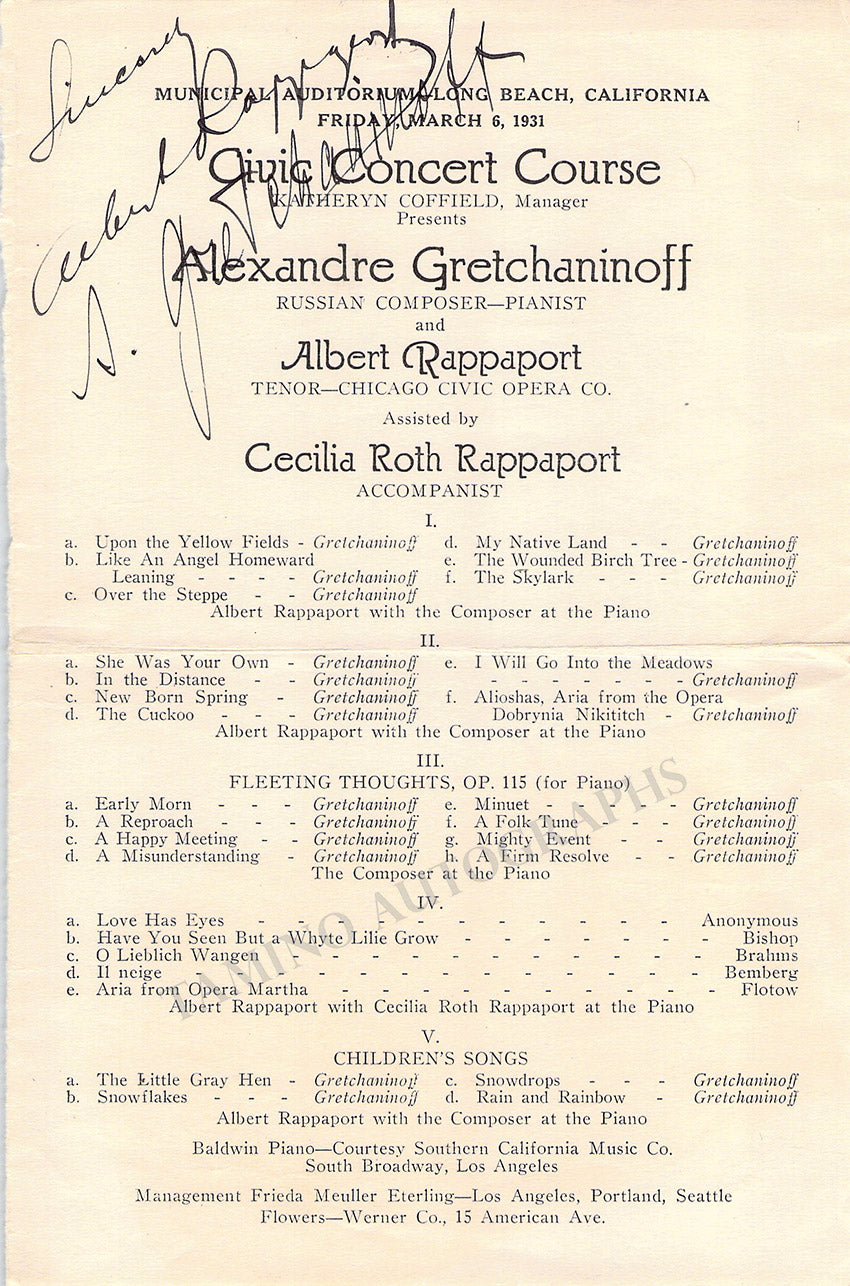 Sincerely
Albert Rappaport
A. Gretchaninoff
MUNICIPAL AUDITORIUM—LONG BEACH, CALIFORNIA
FRIDAY, MARCH 6, 1931
Civic Concert Course
KATHERYN COFFIELD, Manager
Presents
Alexandre Gretchaninoff
RUSSIAN COMPOSER—PIANIST
and
Albert Rappaport
TENOR—CHICAGO CIVIC OPERA CO.
Assisted by
Cecilia Roth Rappaport
ACCOMPANIST
I.
a. Upon the Yellow Fields - Gretchaninoff
b. Like An Angel Homeward
Leaning - - - - Gretchaninoff
c. Over the Steppe - - Gretchaninoff
d. My Native Land - - Gretchaninoff
e. The Wounded Birch Tree - Gretchaninoff
f. The Skylark - - - Gretchaninoff
Albert Rappaport with the Composer at the Piano
II.
a. She Was Your Own - Gretchaninoff
b. In the Distance - - Gretchaninoff
c. New Born Spring - Gretchaninoff
d. The Cuckoo - - - Gretchaninoff
e. I Will Go Into the Meadows
- - - - - - - Gretchaninoff
f. Alioshas, Aria from the Opera
Dobrynia Nikititch - Gretchaninoff
Albert Rappaport with the Composer at the Piano
III.
FLEETING THOUGHTS, OP. 115 (for Piano)
a. Early Morn - - - Gretchaninoff
b. A Reproach - - - Gretchaninoff
c. A Happy Meeting - - Gretchaninoff
d. A Misunderstanding - Gretchaninoff
e. Minuet - - - - Gretchaninoff
f. A Folk Tune - - - Gretchaninoff
g. Mighty Event - - Gretchaninoff
h. A Firm Resolve - - Gretchaninoff
The Composer at the Piano
IV.
a. Love Has Eyes - - - - - - - - - - - Anonymous
b. Have You Seen But a Whyte Lilie Grow - - - - - - - Bishop
c. O Lieblich Wangen - - - - - - - - - - - Brahms
d. Il neige - - - - - - - - - - - - - Bemberg
e. Aria from Opera Martha - - - - - - - - - - Flotow
Albert Rappaport with Cecilia Roth Rappaport at the Piano
V.
CHILDREN'S SONGS
a. The Little Gray Hen - Gretchaninoff
b. Snowflakes - - - Gretchaninoff
c. Snowdrops - - - Gretchaninoff
d. Rain and Rainbow - Gretchaninoff
Albert Rappaport with the Composer at the Piano
Baldwin Piano—Courtesy Southern California Music Co.
South Broadway, Los Angeles
Management Frieda Meuller Eterling—Los Angeles, Portland, Seattle
Flowers—Werner Co., 15 American Ave.
TAMINO AUTOGRAPHS